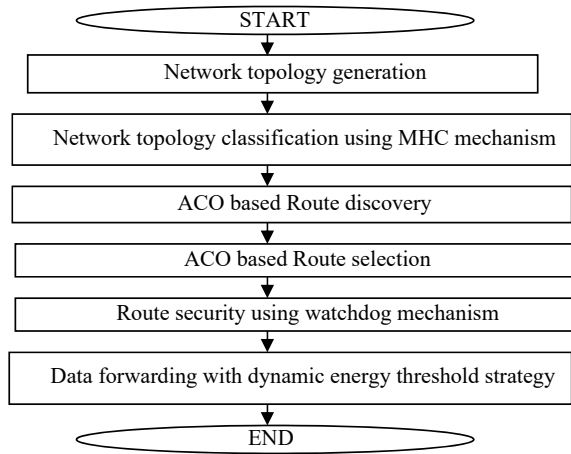 START
Network topology generation
Network topology classification using MHC mechanism
ACO based Route discovery
ACO based Route selection
Route security using watchdog mechanism
Data forwarding with dynamic energy threshold strategy
END